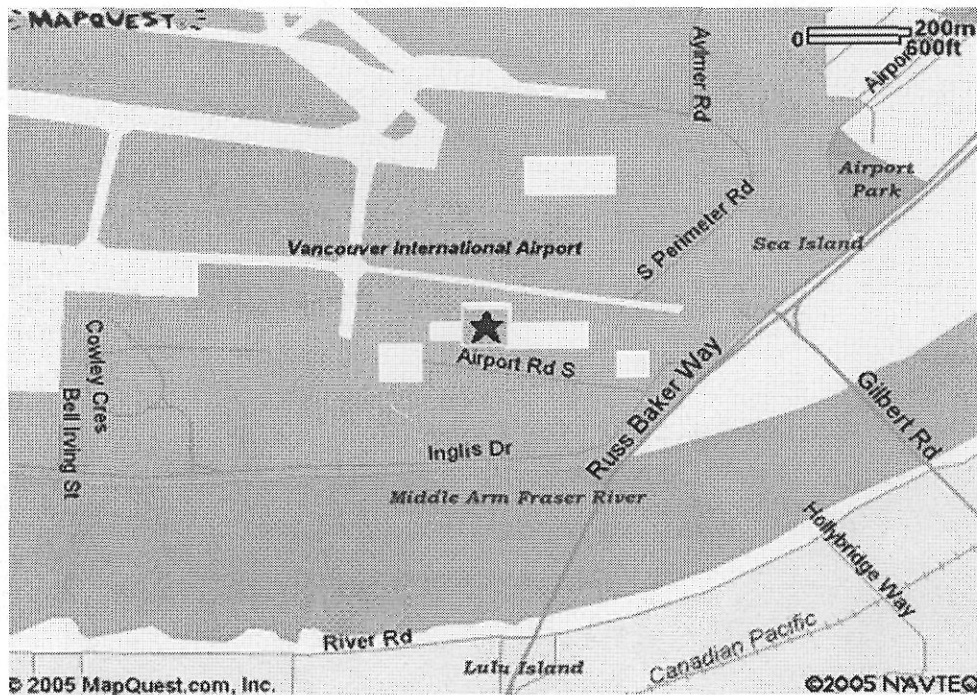 MAPQUEST
0 200m
600ft
Aylmer Rd
Airport
Airport
Park
S Perimeter Rd
Sea Island
Vancouver International Airport
Airport Rd S
Cowley Cres
Bell Irving St
Russ Baker Way
Gilbert Rd
Inglis Dr
Middle Arm Fraser River
Hollybridge Way
River Rd
Canadian Pacific
Lulu Island
© 2005 MapQuest.com, Inc.
©2005 NAVTEQ